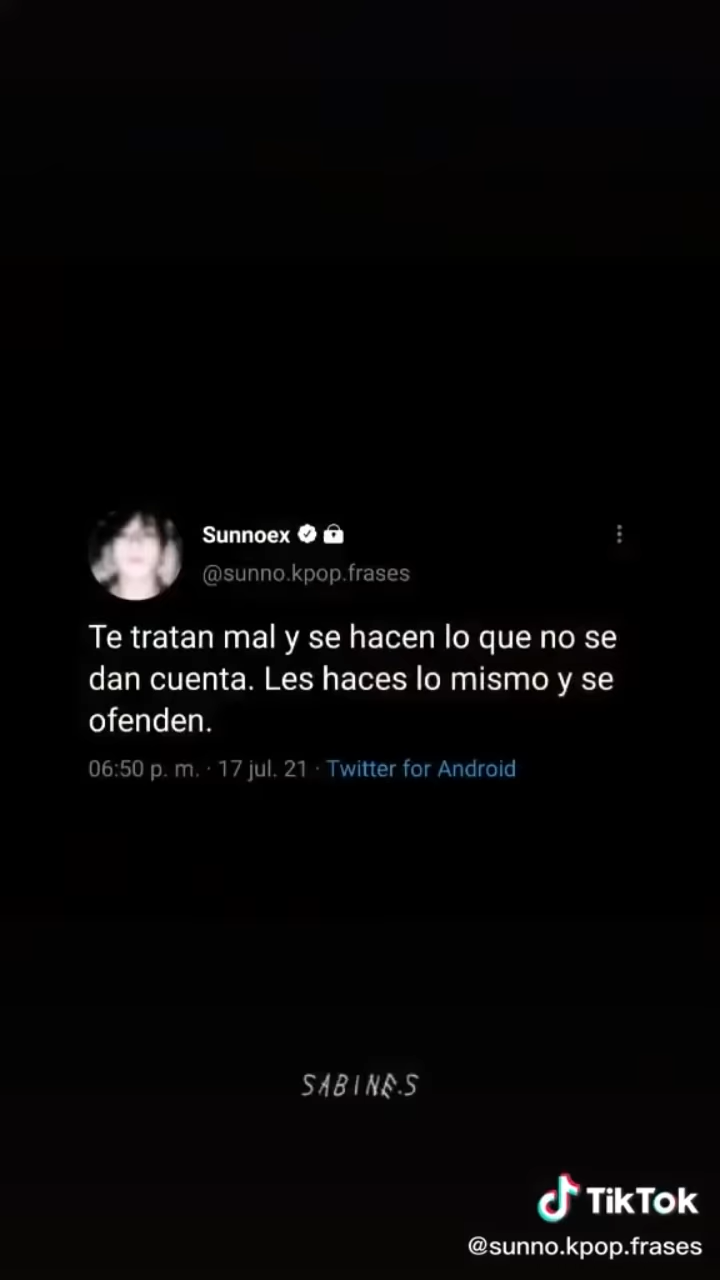 Sunnoex
@sunno.kpop.frases
Te tratan mal y se hacen lo que no se
dan cuenta. Les haces lo mismo y se
ofenden.
06:50 p. m. · 17 jul. 21 · Twitter for Android
SABINE.S
TikTok
@sunno.kpop.frases